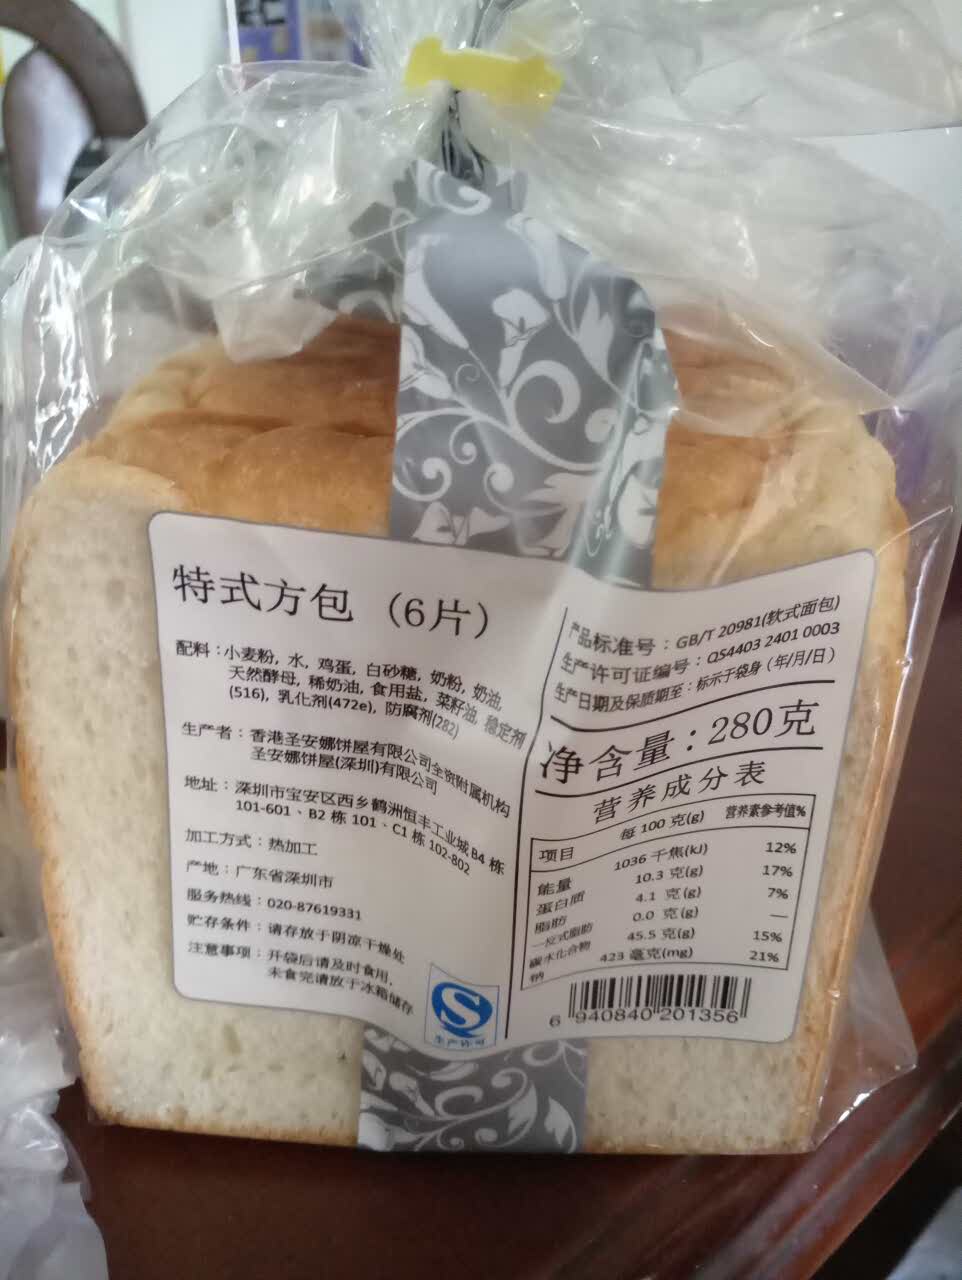 特式方包（6片）
配料：小麦粉, 水, 鸡蛋, 白砂糖, 奶粉, 奶油,
天然酵母, 稀奶油, 食用盐, 菜籽油, 稳定剂
(516), 乳化剂(472e), 防腐剂(282)
生产者：香港圣安娜饼屋有限公司全资附属机构
圣安娜饼屋(深圳)有限公司
地址：深圳市宝安区西乡鹤洲恒丰工业城B4栋
101-601、B2栋101、C1栋102-802
加工方式：热加工
产地：广东省深圳市
服务热线：020-87619331
贮存条件：请存放于阴凉干燥处
注意事项：开袋后请及时食用,
未食完请放于冰箱储存
生产许可
产品标准号：GB/T 20981(软式面包)
生产许可证编号：QS4403 2401 0003
生产日期及保质期至：标示于袋身（年/月/日）
净含量：280克
营养成分表
项目 每100克(g) 营养素参考值%
能量 1036千焦(kJ) 12%
蛋白质 10.3 克(g) 17%
脂肪 4.1 克(g) 7%
—反式脂肪 0.0 克(g) —
碳水化合物 45.5 克(g) 15%
钠 423 毫克(mg) 21%
6 940840 201356